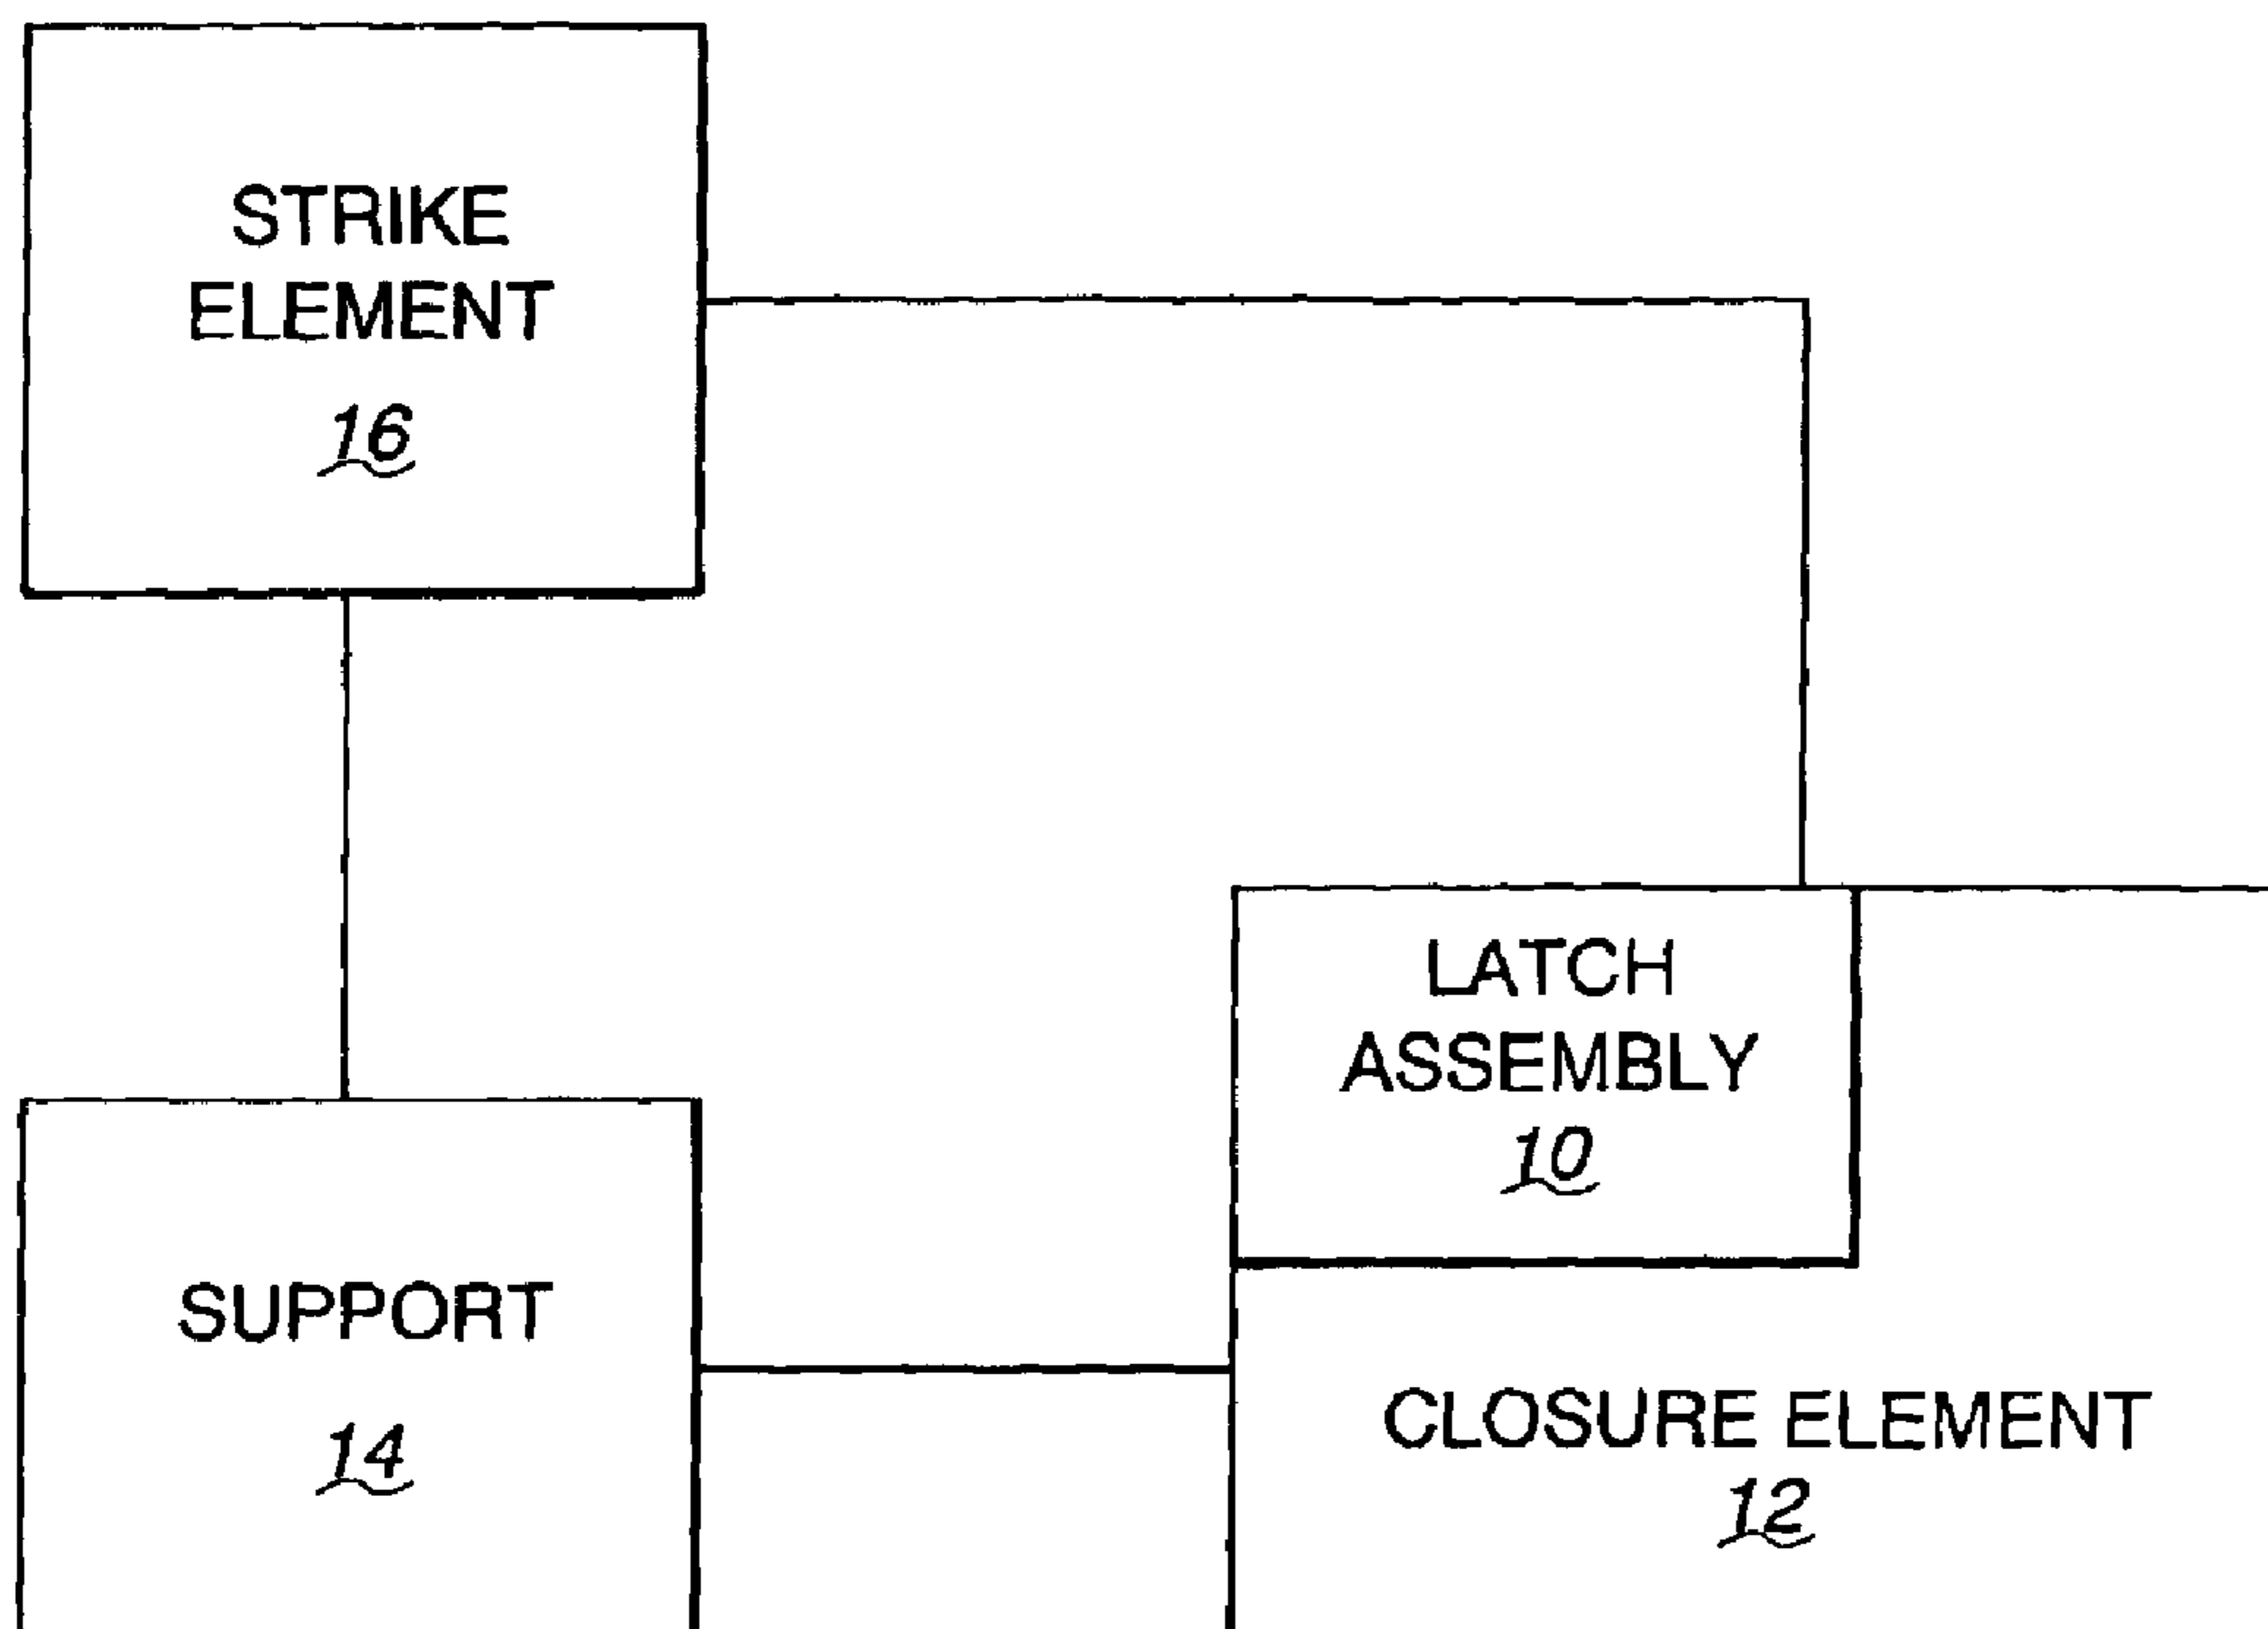 STRIKE
ELEMENT
16
LATCH
ASSEMBLY
10
SUPPORT
14
CLOSURE ELEMENT
12